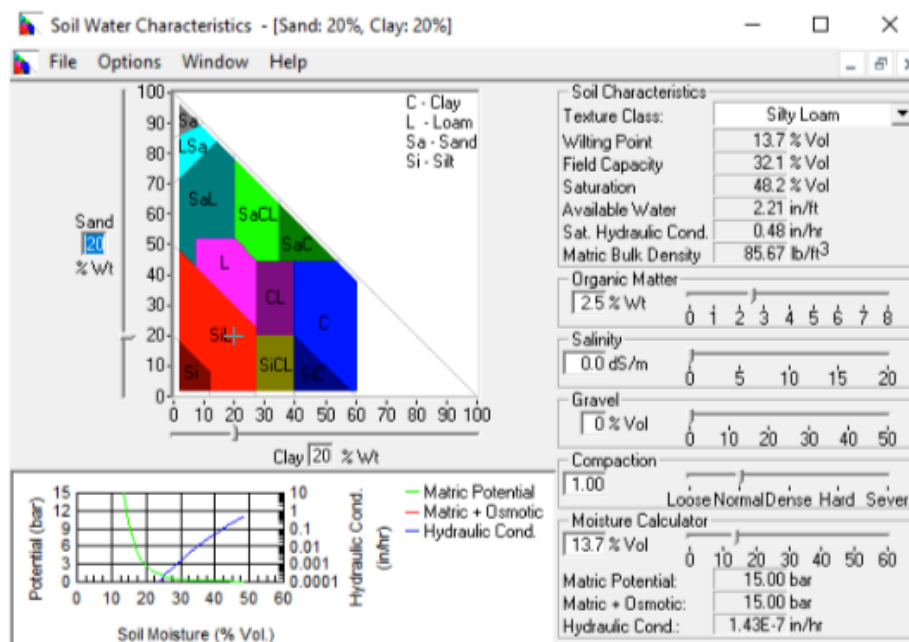 Soil Water Characteristics - [Sand: 20%, Clay: 20%]
File Options Window Help
C - Clay
L - Loam
Sa - Sand
Si - Silt
100
90
80
70
60
50
40
30
20
10
0
Sand
20
% Wt
Sa
LSa
SaL
SaCL
SaC
L
CL
C
SiL
SiCL
Si
SiC
0 10 20 30 40 50 60 70 80 90 100
Clay 20 % Wt
Soil Characteristics
Texture Class: Silty Loam
Wilting Point 13.7 % Vol
Field Capacity 32.1 % Vol
Saturation 48.2 % Vol
Available Water 2.21 in/ft
Sat. Hydraulic Cond. 0.48 in/hr
Matric Bulk Density 85.67 lb/ft3
Organic Matter
2.5 % Wt
0 1 2 3 4 5 6 7 8
Salinity
0.0 dS/m
0 5 10 15 20
Gravel
0 % Vol
0 10 20 30 40 50
Compaction
1.00
Loose Normal Dense Hard Sever
Moisture Calculator
13.7 % Vol
0 10 20 30 40 50 60
Matric Potential: 15.00 bar
Matric + Osmotic: 15.00 bar
Hydraulic Cond.: 1.43E-7 in/hr
Potential (bar)
15
12
9
6
3
0
10
1
0.1
0.01
0.001
0.0001
Hydraulic Cond.
(in/hr)
0 10 20 30 40 50 60
Soil Moisture (% Vol.)
Matric Potential
Matric + Osmotic
Hydraulic Cond.